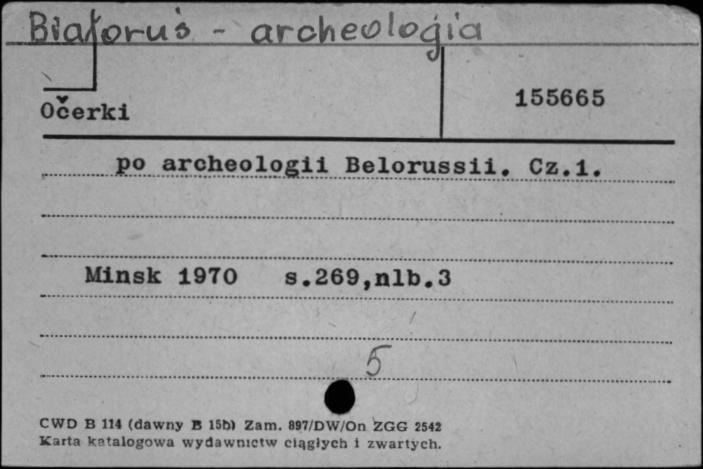 Białoruś - archeologia
155665
Očerki
po archeologii Belorussii. Cz.1.
Minsk 1970 s.269,nlb.3
5
CWD B 114 (dawny B 15b) Zam. 897/DW/On ZGG 2542
Karta katalogowa wydawnictw ciągłych i zwartych.